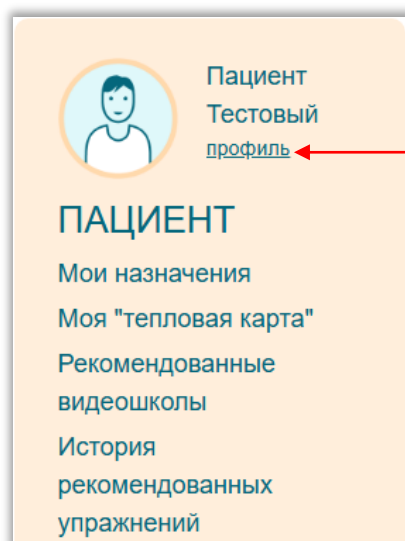 Пациент
Тестовый
профиль
ПАЦИЕНТ
Мои назначения
Моя "тепловая карта"
Рекомендованные
видеошколы
История
рекомендованных
упражнений